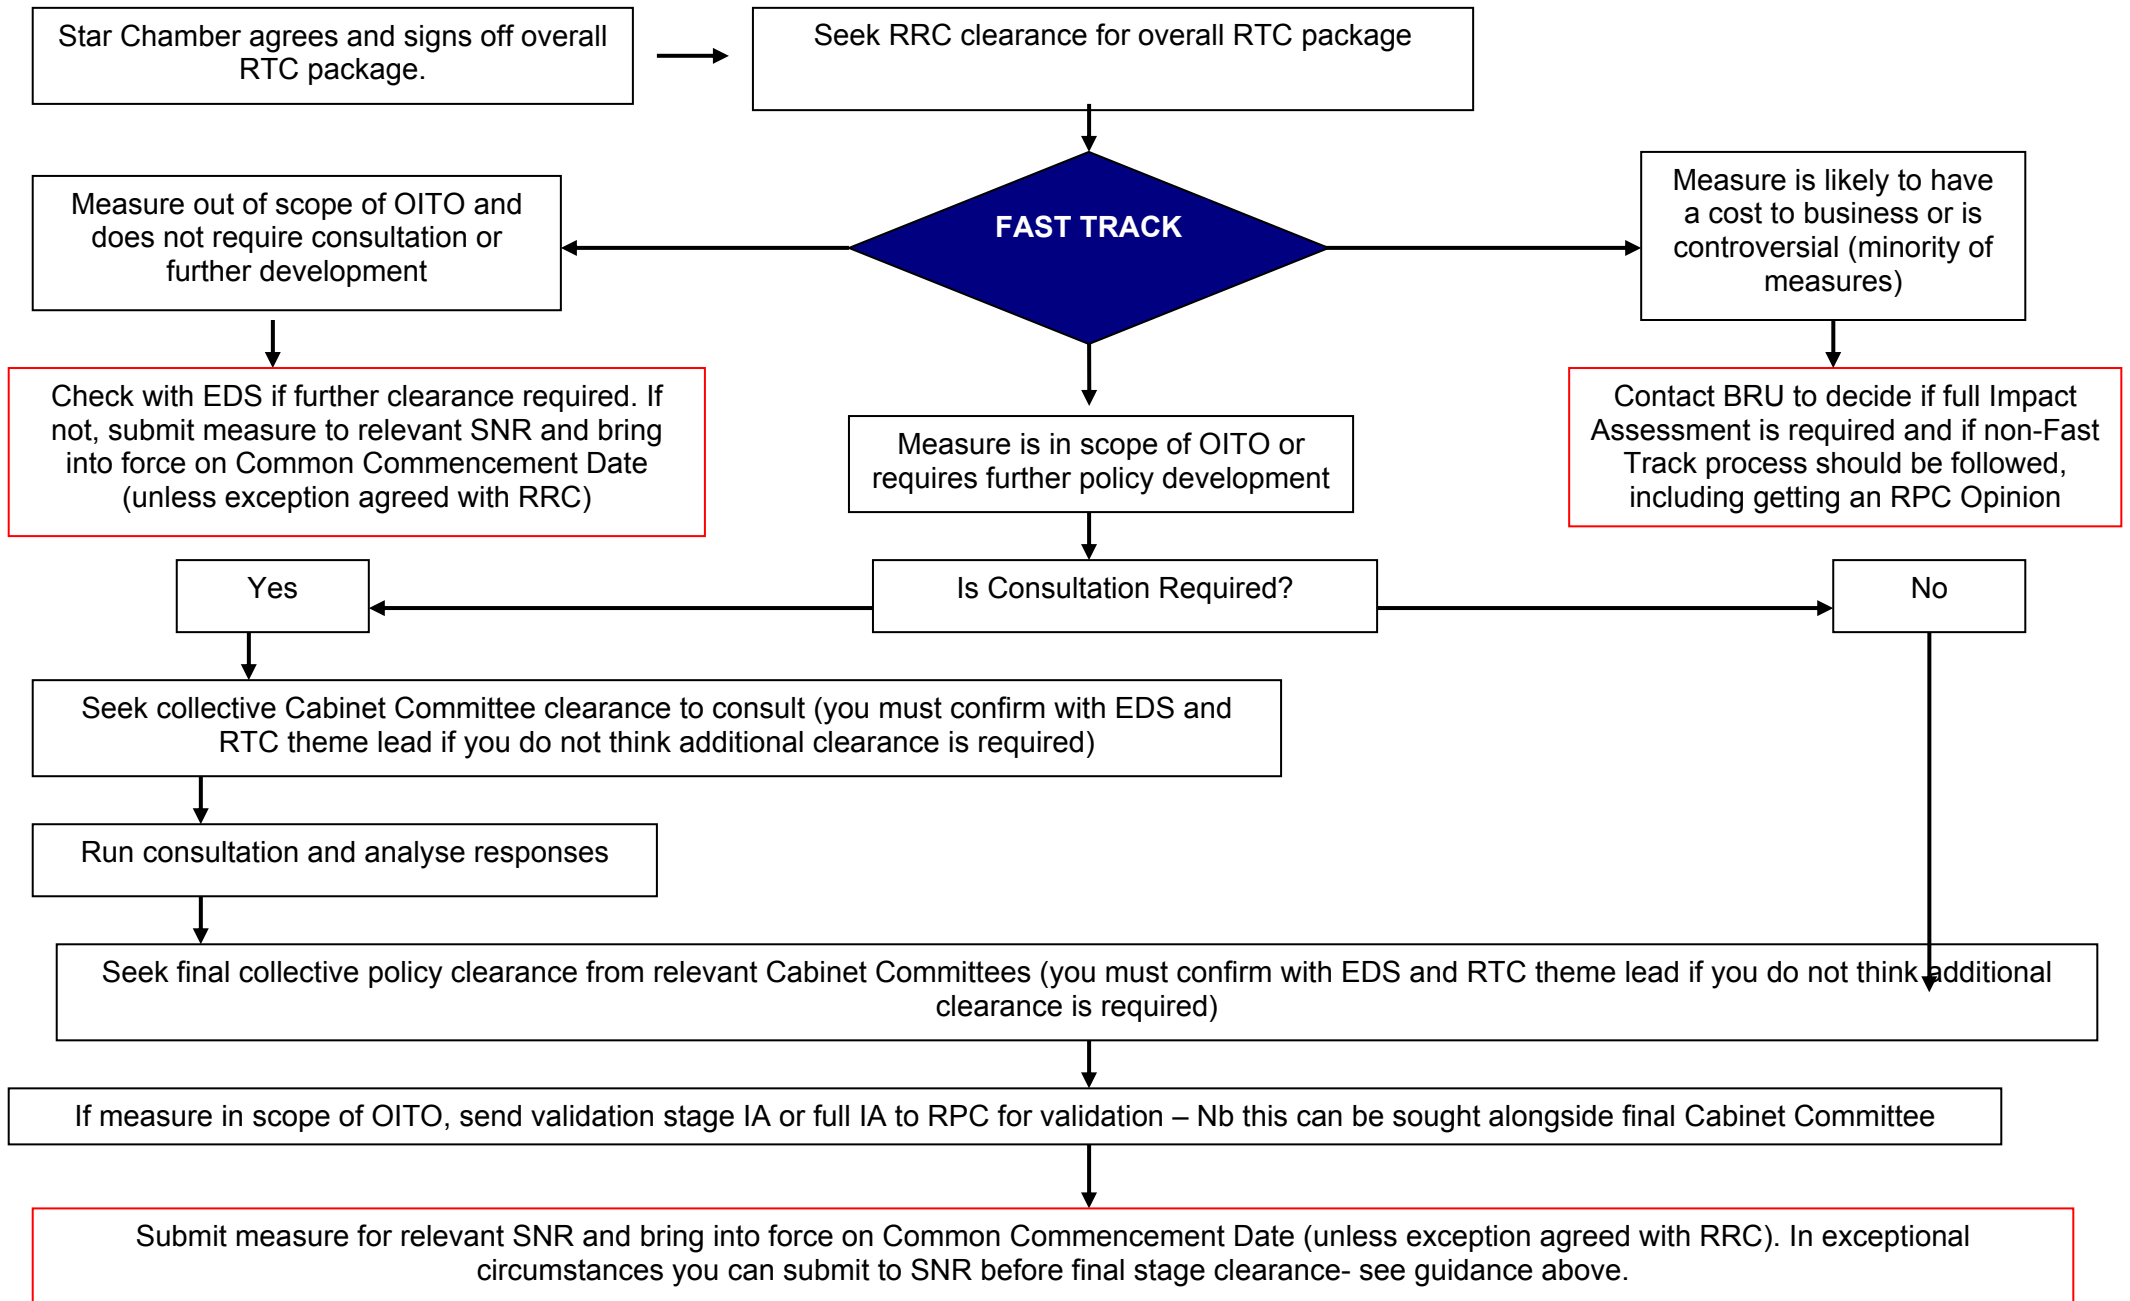 Star Chamber agrees and signs off overall
RTC package.
Seek RRC clearance for overall RTC package
Measure out of scope of OITO and
does not require consultation or
further development
FAST TRACK
Measure is likely to have
a cost to business or is
controversial (minority of
measures)
Check with EDS if further clearance required. If
not, submit measure to relevant SNR and bring
into force on Common Commencement Date
(unless exception agreed with RRC)
Measure is in scope of OITO or
requires further policy development
Contact BRU to decide if full Impact
Assessment is required and if non-Fast
Track process should be followed,
including getting an RPC Opinion
Yes
Is Consultation Required?
No
Seek collective Cabinet Committee clearance to consult (you must confirm with EDS and
RTC theme lead if you do not think additional clearance is required)
Run consultation and analyse responses
Seek final collective policy clearance from relevant Cabinet Committees (you must confirm with EDS and RTC theme lead if you do not think additional
clearance is required)
If measure in scope of OITO, send validation stage IA or full IA to RPC for validation – Nb this can be sought alongside final Cabinet Committee
Submit measure for relevant SNR and bring into force on Common Commencement Date (unless exception agreed with RRC). In exceptional
circumstances you can submit to SNR before final stage clearance- see guidance above.